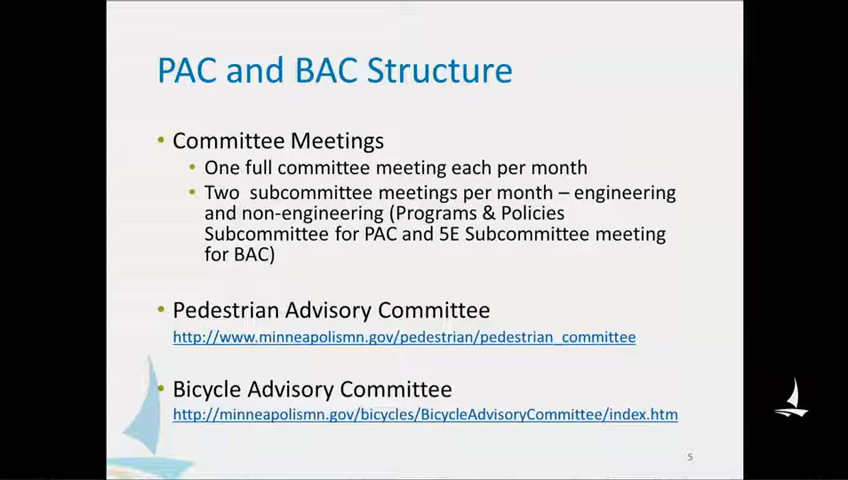 PAC and BAC Structure
• Committee Meetings
• One full committee meeting each per month
• Two  subcommittee meetings per month – engineering
and non-engineering (Programs & Policies
Subcommittee for PAC and 5E Subcommittee meeting
for BAC)
• Pedestrian Advisory Committee
http://www.minneapolismn.gov/pedestrian/pedestrian_committee
• Bicycle Advisory Committee
http://minneapolismn.gov/bicycles/BicycleAdvisoryCommittee/index.htm
5